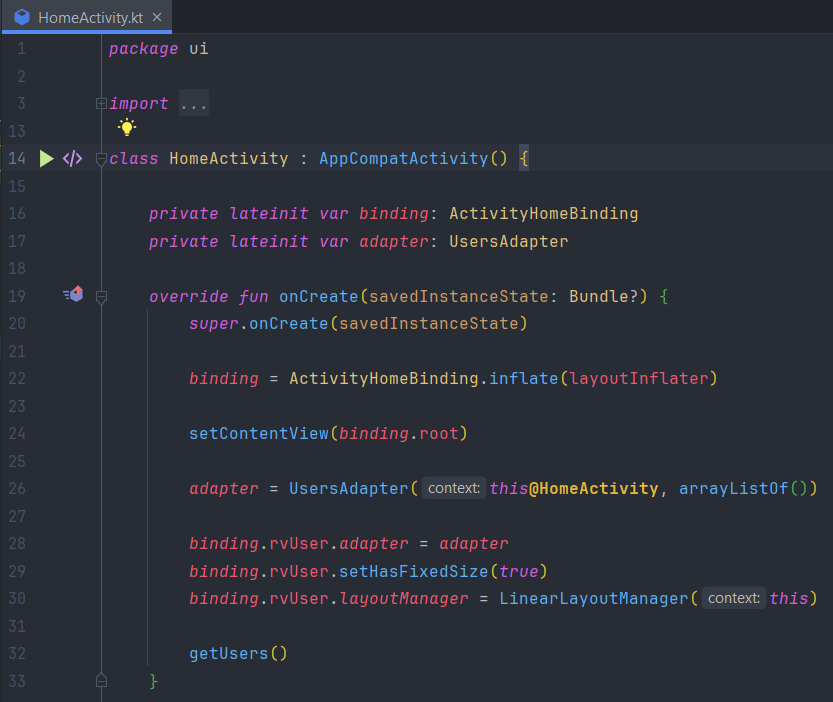 HomeActivity.kt ×
1 package ui
2
3 import ...
13
14 </> class HomeActivity : AppCompatActivity() {
15
16 private lateinit var binding: ActivityHomeBinding
17 private lateinit var adapter: UsersAdapter
18
19 override fun onCreate(savedInstanceState: Bundle?) {
20 super.onCreate(savedInstanceState)
21
22 binding = ActivityHomeBinding.inflate(layoutInflater)
23
24 setContentView(binding.root)
25
26 adapter = UsersAdapter( context: this@HomeActivity, arrayListOf())
27
28 binding.rvUser.adapter = adapter
29 binding.rvUser.setHasFixedSize(true)
30 binding.rvUser.layoutManager = LinearLayoutManager( context: this)
31
32 getUsers()
33 }